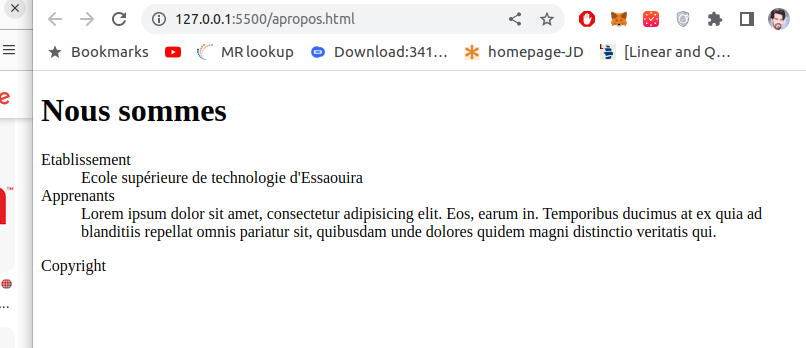 127.0.0.1:5500/apropos.html
Bookmarks MR lookup Download:341... homepage-JD [Linear and Q...
Nous sommes
Etablissement
Ecole supérieure de technologie d'Essaouira
Apprenants
Lorem ipsum dolor sit amet, consectetur adipisicing elit. Eos, earum in. Temporibus ducimus at ex quia ad
blanditiis repellat omnis pariatur sit, quibusdam unde dolores quidem magni distinctio veritatis qui.
Copyright